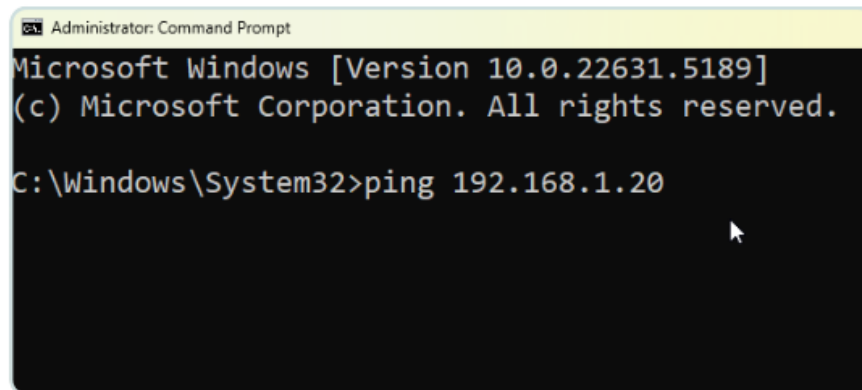 Administrator: Command Prompt
Microsoft Windows [Version 10.0.22631.5189]
(c) Microsoft Corporation. All rights reserved.
C:\Windows\System32>ping 192.168.1.20